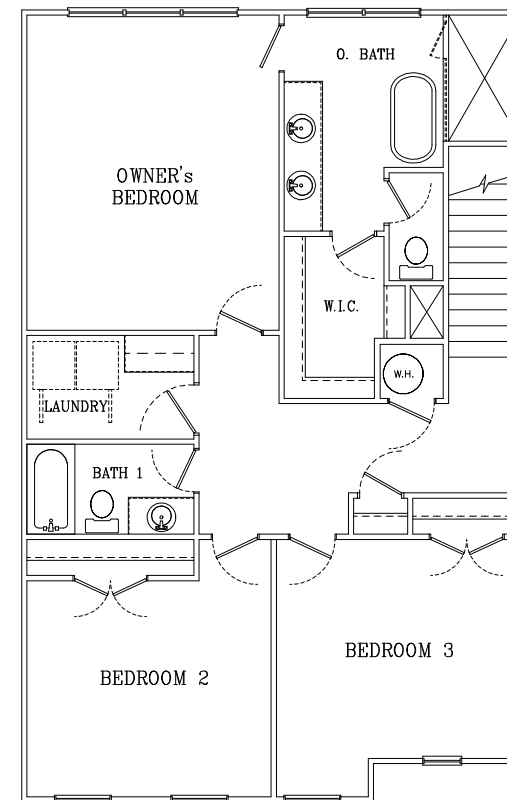 O. BATH
OWNER's
BEDROOM
W.I.C.
W.H.
LAUNDRY
BATH 1
BEDROOM 3
BEDROOM 2